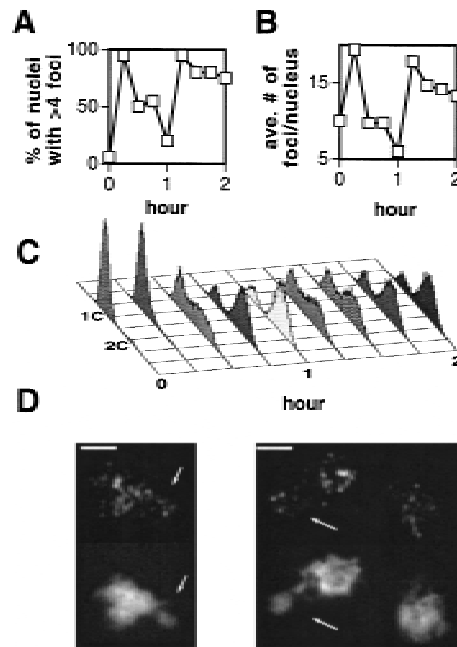 A
% of nuclei
with >4 foci
100
50
0
0 1 2
hour
B
ave. # of
foci/nucleus
15
5
0 1 2
hour
C
1C
2C
0 1 2
hour
D